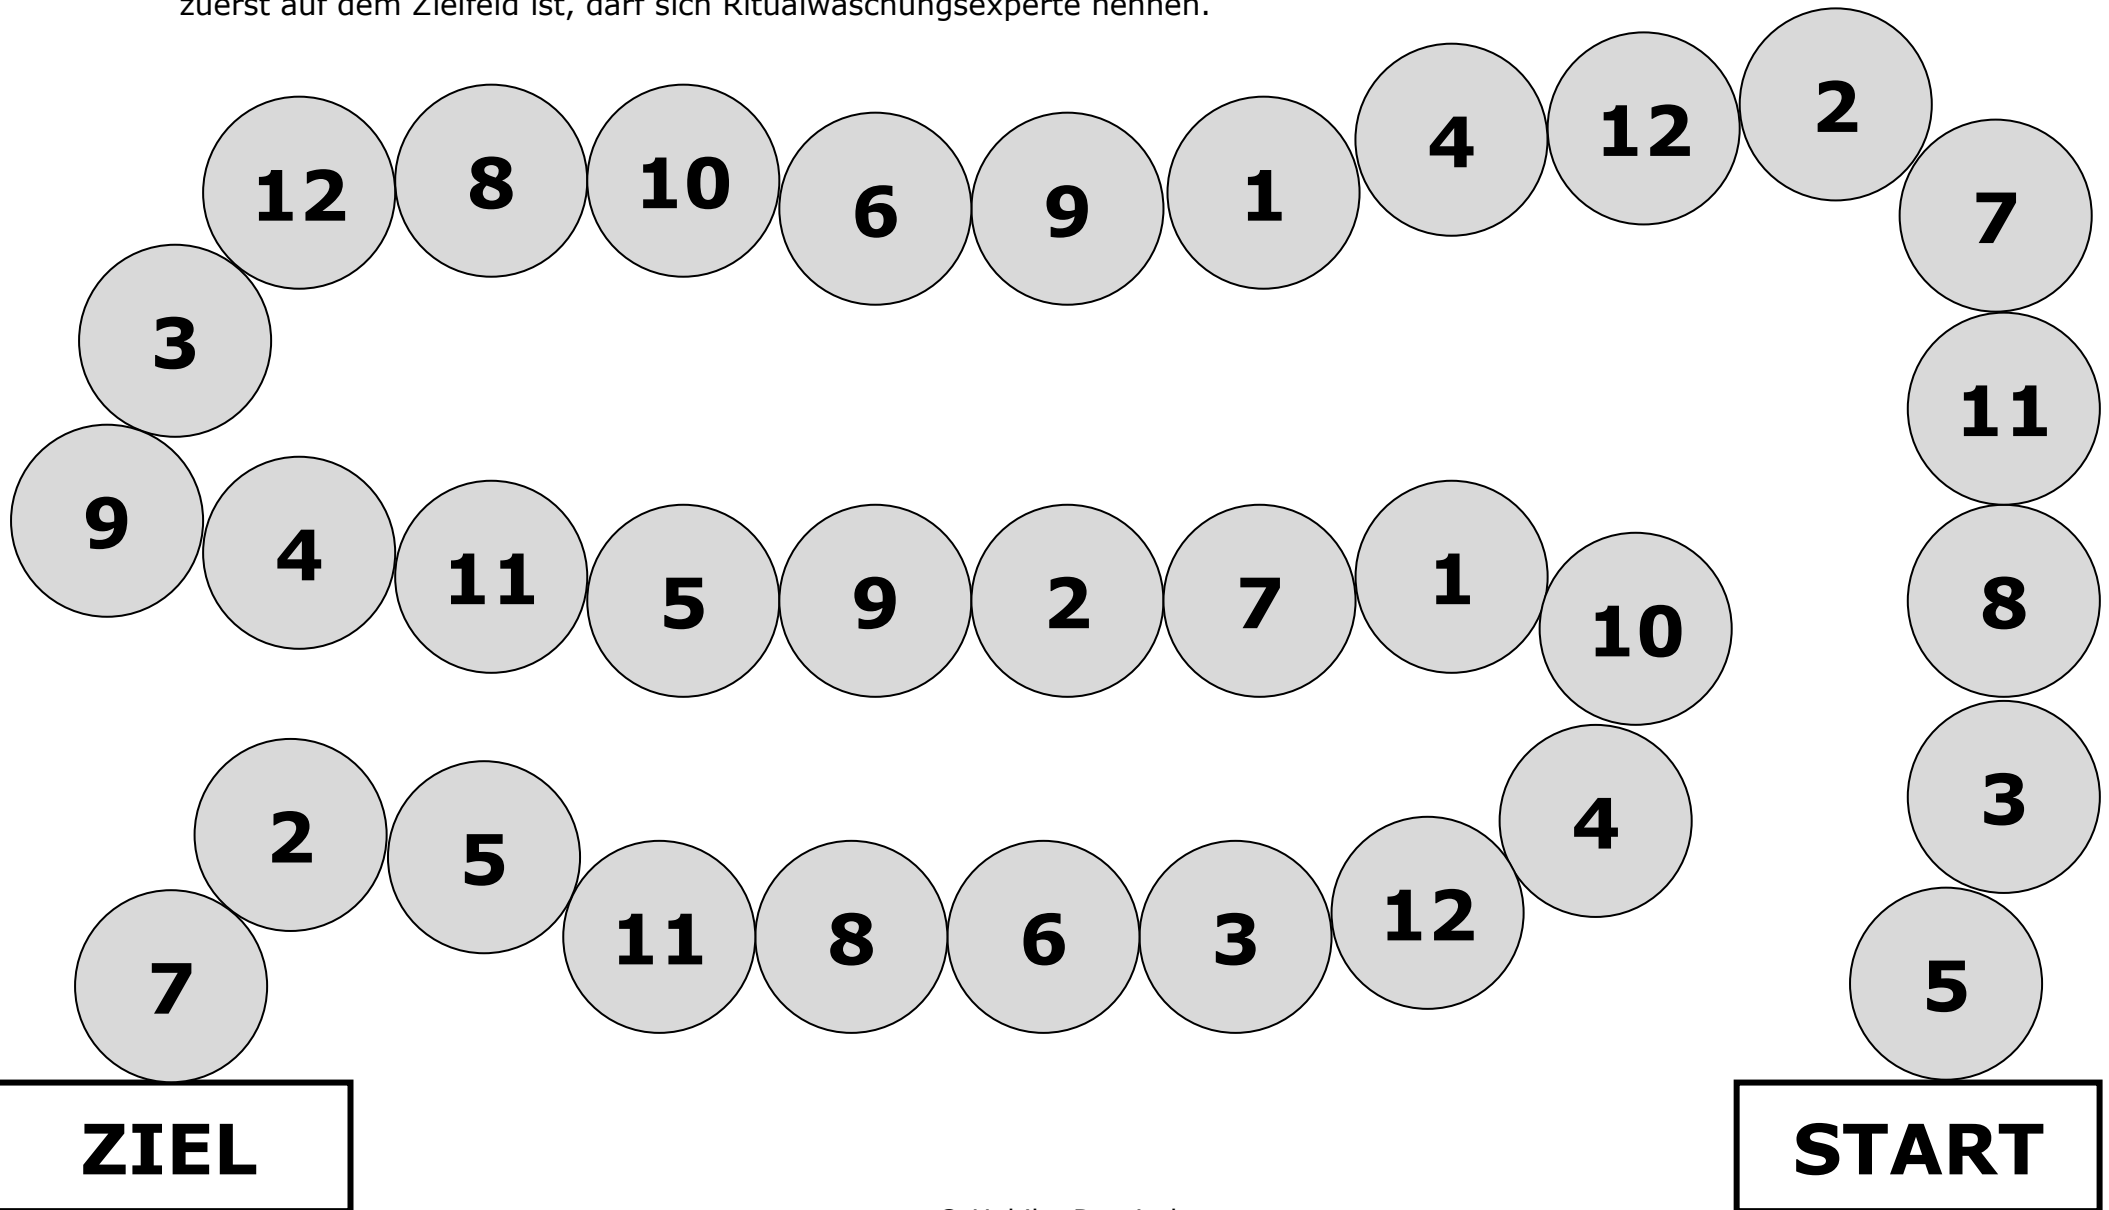 zuerst auf dem Zielfeld ist, darf sich Ritualwaschungsexperte nennen.
12 8 10 6 9 1 4 12 2
7
3
11
9 4 11 5 9 2 7 1 10
8
2 5 4 3
7 11 8 6 3 12 5
ZIEL START